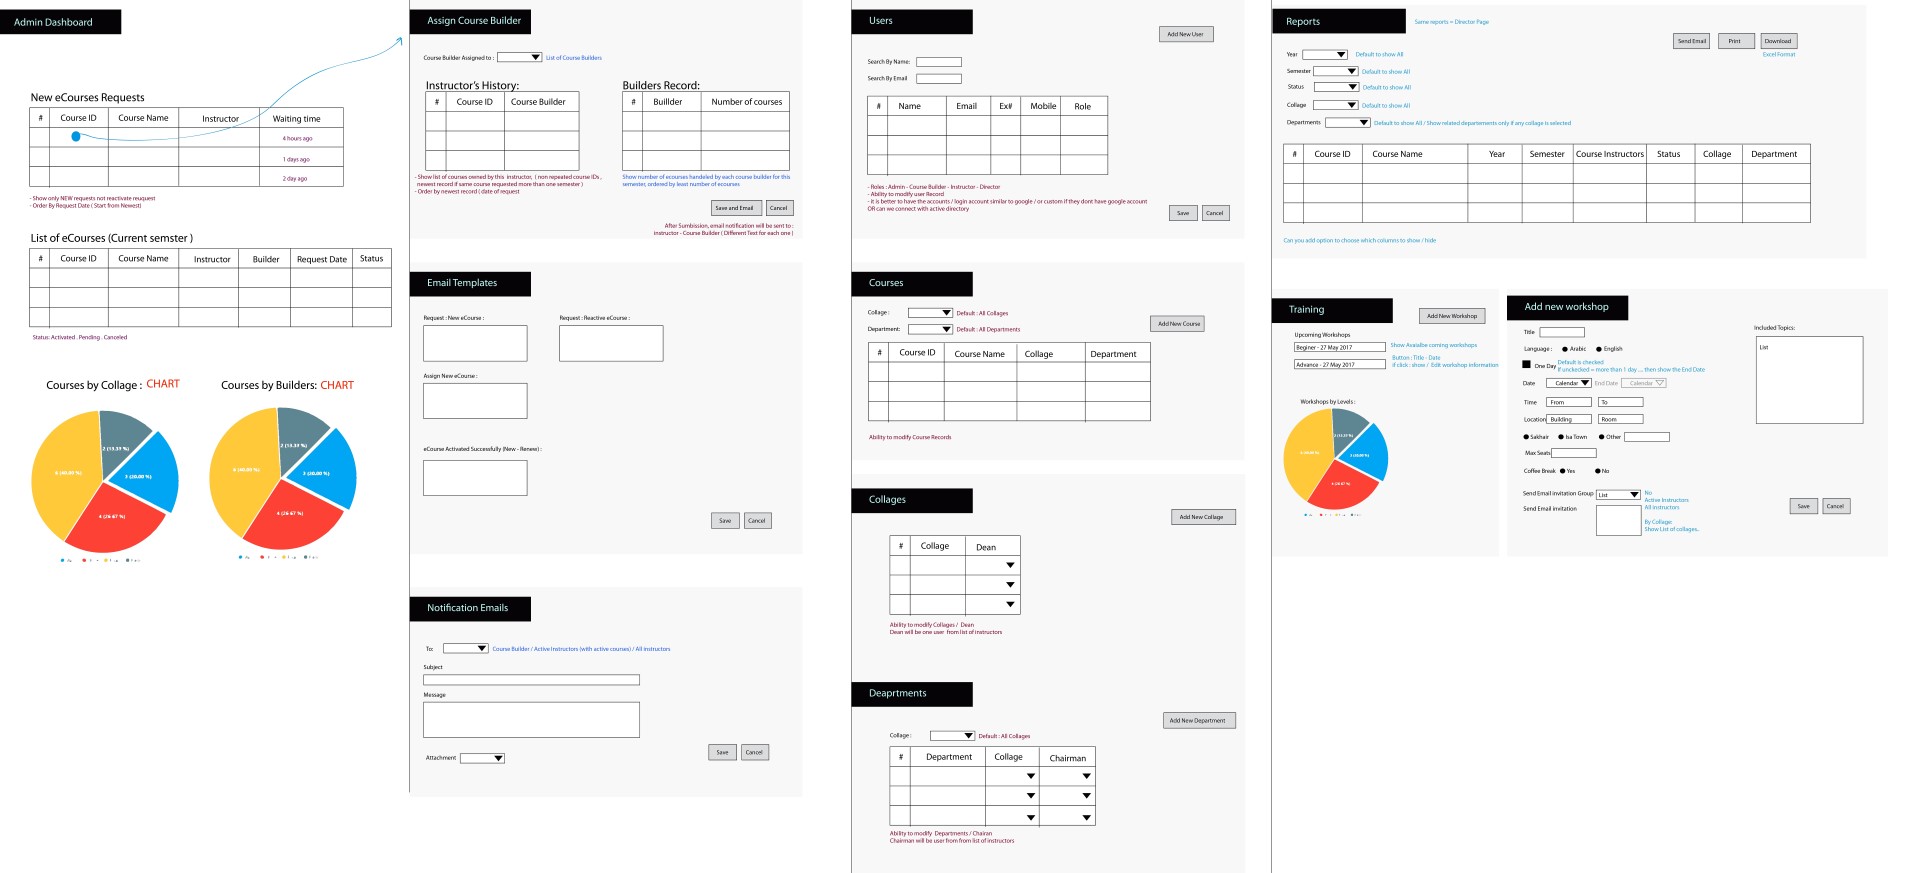 Admin Dashboard
New eCourses Requests
# Course ID Course Name Instructor Waiting time
4 hours ago
1 days ago
2 day ago
- Show only NEW requests not reactivate reuquest
- Order By Request Date ( Start from Newest)
List of eCourses (Current semster )
# Course ID Course Name Instructor Builder Request Date Status
Status: Activated . Pending . Canceled
Courses by Collage : CHART
2 (13.33 %)
3 (20.00 %)
4 (26.67 %)
6 (40.00 %)
Courses by Builders: CHART
2 (13.33 %)
3 (20.00 %)
4 (26.67 %)
6 (40.00 %)
Assign Course Builder
Course Builder Assigned to : List of Course Builders
Instructor's History:
# Course ID Course Builder
- Show list of courses owned by this instructor, ( non repeated course IDs ,
newest record if same course requested more than one semester )
- Order by newest record ( date of request
Builders Record:
# Buillder Number of courses
Show number of ecourses handeled by each course builder for this
semester, ordered by least number of ecourses
Save and Email Cancel
After Sumbission, email notification will be sent to :
instructor - Course Builder ( Different Text for each one )
Email Templates
Request : New eCourse :
Request : Reactive eCourse :
Assign New eCourse :
eCourse Activated Successfully (New - Renew) :
Save Cancel
Notification Emails
To: Course Builder / Active Instructors (with active courses) / All instructors
Subject
Message
Attachment
Save Cancel
Users
Add New User
Search By Name:
Search By Email
# Name Email Ex# Mobile Role
- Roles : Admin - Course Builder - Instructor - Director
- Ability to modify user Record
- it is better to have the accounts / login account similar to google / or custom if they dont have google account
OR can we connect with active directory
Save Cancel
Courses
Collage : Default : All Collages
Department: Default : All Departments
Add New Course
# Course ID Course Name Collage Department
Ability to modify Course Records
Collages
Add New Collage
# Collage Dean
Ability to modify Collages / Dean
Dean will be one user from list of instructors
Deaprtments
Add New Department
Collage : Default : All Collages
# Department Collage Chairman
Ability to modify Departments / Chairan
Chairman will be user from from list of instructors
Reports
Same reports = Director Page
Send Email Print Download
Excel Format
Year Default to show All
Semester Default to show All
Status Default to show All
Collage Default to show All
Departments Default to show All / Show related departements only if any collage is selected
# Course ID Course Name Year Semester Course Instructors Status Collage Department
Can you add option to choose which columns to show / hide
Training
Add New Workshop
Upcoming Workshops
Beginer - 27 May 2017 Show Avaialbe coming workshops
Advance - 27 May 2017 Button : Title - Date
if click : show / Edit workshop information
Workshops by Levels :
2 (13.33 %)
3 (20.00 %)
4 (26.67 %)
Add new workshop
Title
Language : Arabic English
One Day Default is checked
if unckecked = more than 1 day ..., then show the End Date
Date Calendar End Date Calendar
Time From To
Location Building Room
Sakhair Isa Town Other
Max Seats
Coffee Break Yes No
Send Email invitation Group List No
Active Instructors
All instructors
Send Email invitation
By Collage:
Show List of collages..
Included Topics:
List
Save Cancel